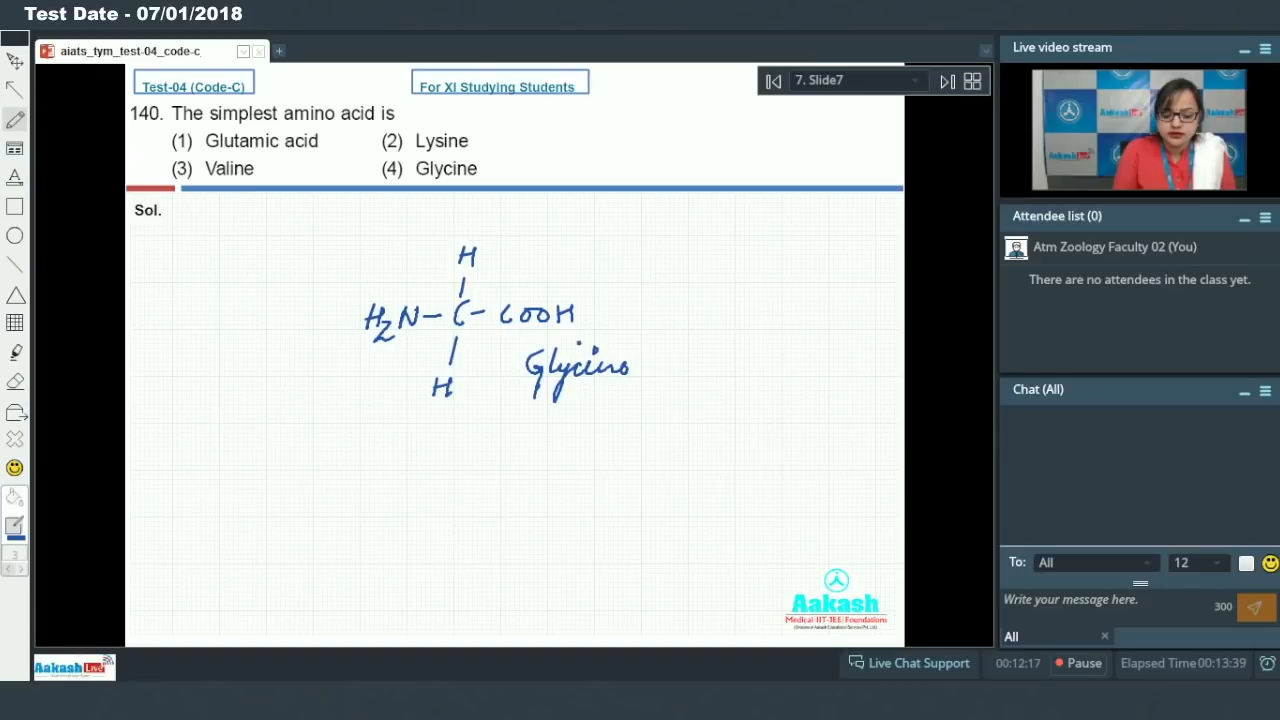 Test Date - 07/01/2018
aiats_tym_test-04_code-c
Test-04 (Code-C)
For XI Studying Students
7. Slide7
140. The simplest amino acid is
(1) Glutamic acid (2) Lysine
(3) Valine (4) Glycine
Sol.
H
H2N - C - COOH
H
Glycine
Aakash
Medical|IIT-JEE|Foundations
3
Live video stream
Aakash
AakashLive
Attendee list (0)
Atm Zoology Faculty 02 (You)
There are no attendees in the class yet.
Chat (All)
To: All 12
Write your message here.
300
All
AakashLive
Live Chat Support
00:12:17
Pause
Elapsed Time 00:13:39